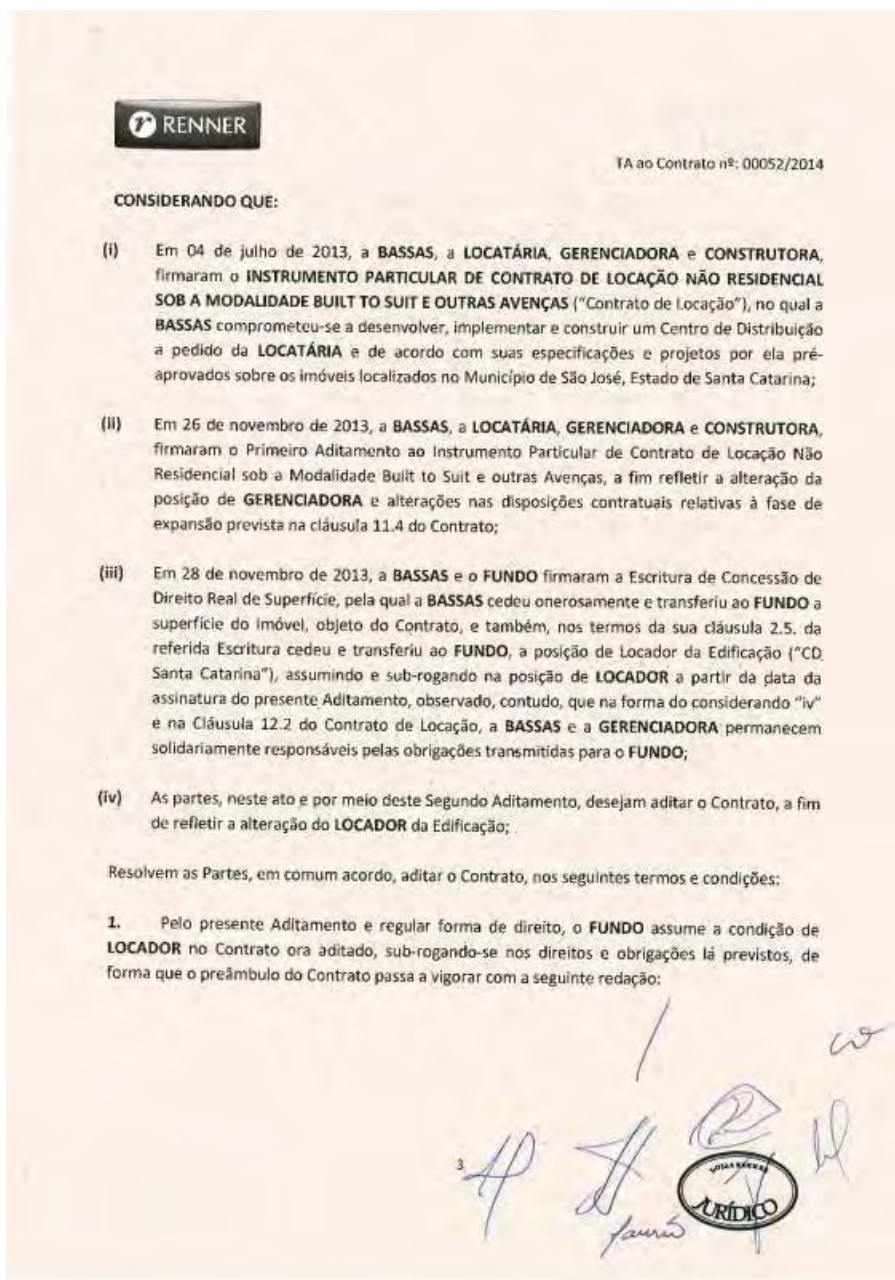 r RENNER
TA ao Contrato nº: 00052/2014
CONSIDERANDO QUE:
(i) Em 04 de julho de 2013, a BASSAS, a LOCATÁRIA, GERENCIADORA e CONSTRUTORA,
firmaram o INSTRUMENTO PARTICULAR DE CONTRATO DE LOCAÇÃO NÃO RESIDENCIAL
SOB A MODALIDADE BUILT TO SUIT E OUTRAS AVENÇAS ("Contrato de Locação"), no qual a
BASSAS comprometeu-se a desenvolver, implementar e construir um Centro de Distribuição
a pedido da LOCATÁRIA e de acordo com suas especificações e projetos por ela pré-
aprovados sobre os imóveis localizados no Município de São José, Estado de Santa Catarina;
(ii) Em 26 de novembro de 2013, a BASSAS, a LOCATÁRIA, GERENCIADORA e CONSTRUTORA,
firmaram o Primeiro Aditamento ao Instrumento Particular de Contrato de Locação Não
Residencial sob a Modalidade Built to Suit e outras Avenças, a fim refletir a alteração da
posição de GERENCIADORA e alterações nas disposições contratuais relativas à fase de
expansão prevista na cláusula 11.4 do Contrato;
(iii) Em 28 de novembro de 2013, a BASSAS e o FUNDO firmaram a Escritura de Concessão de
Direito Real de Superfície, pela qual a BASSAS cedeu onerosamente e transferiu ao FUNDO a
superfície do imóvel, objeto do Contrato, e também, nos termos da sua cláusula 2.5. da
referida Escritura cedeu e transferiu ao FUNDO, a posição de Locador da Edificação ("CD
Santa Catarina"), assumindo e sub-rogando na posição de LOCADOR a partir da data da
assinatura do presente Aditamento, observado, contudo, que na forma do considerando "iv"
e na Cláusula 12.2 do Contrato de Locação, a BASSAS e a GERENCIADORA permanecem
solidariamente responsáveis pelas obrigações transmitidas para o FUNDO;
(iv) As partes, neste ato e por meio deste Segundo Aditamento, desejam aditar o Contrato, a fim
de refletir a alteração do LOCADOR da Edificação;
Resolvem as Partes, em comum acordo, aditar o Contrato, nos seguintes termos e condições:
1. Pelo presente Aditamento e regular forma de direito, o FUNDO assume a condição de
LOCADOR no Contrato ora aditado, sub-rogando-se nos direitos e obrigações lá previstos, de
forma que o preâmbulo do Contrato passa a vigorar com a seguinte redação:
3
LOJAS RENNER
JURÍDICO